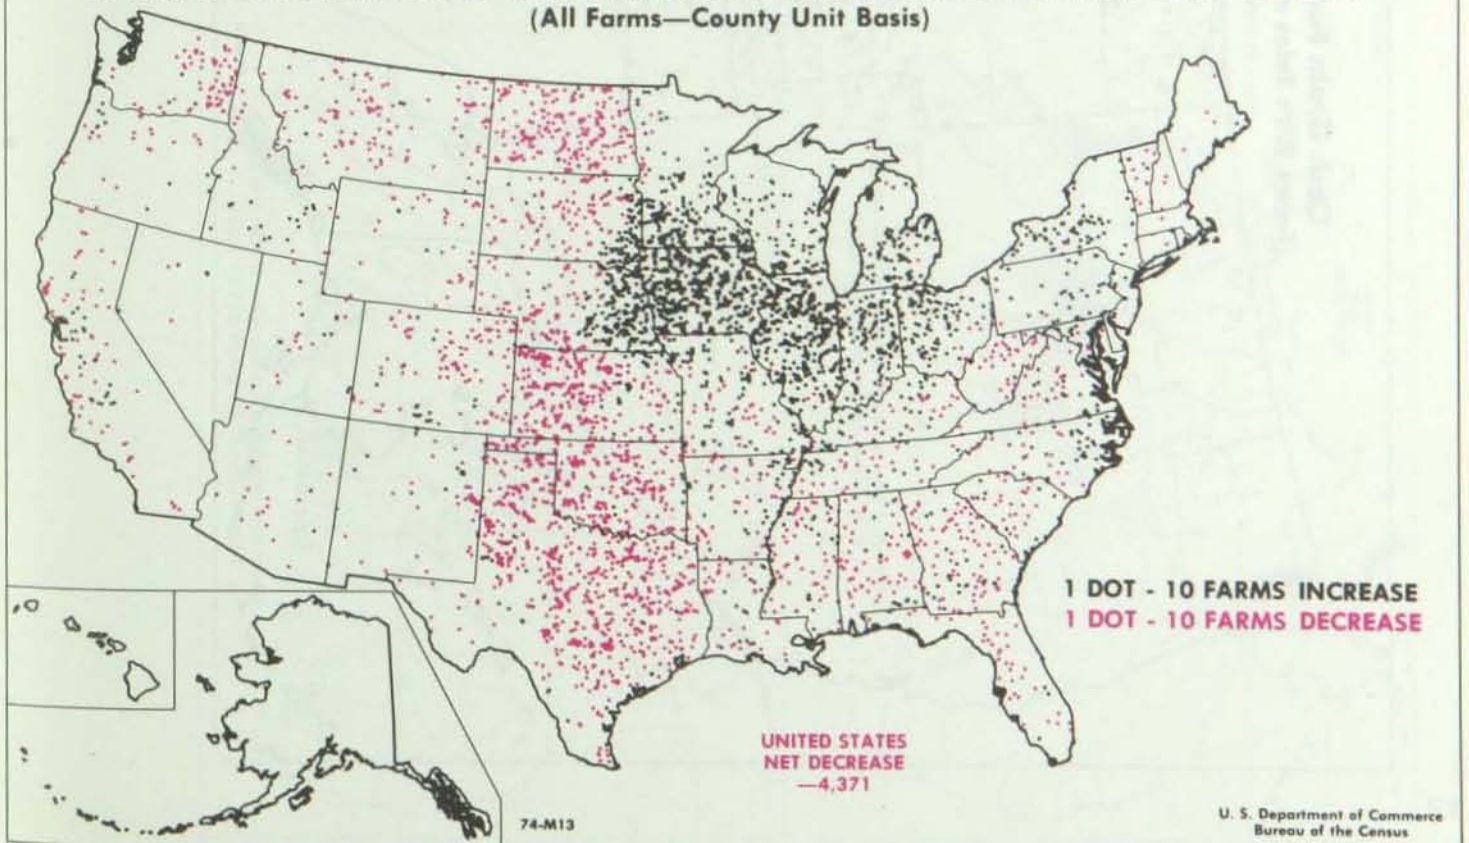 (All Farms—County Unit Basis)
1 DOT - 10 FARMS INCREASE
1 DOT - 10 FARMS DECREASE
UNITED STATES
NET DECREASE
—4,371
74-M13
U. S. Department of Commerce
Bureau of the Census